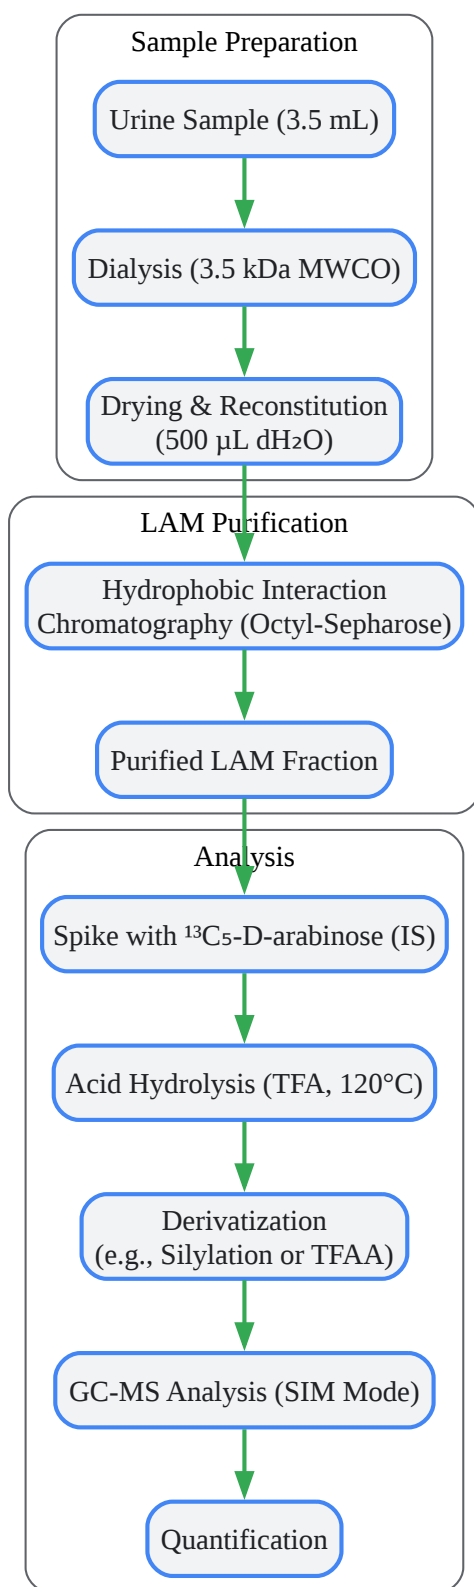 Sample Preparation
Urine Sample (3.5 mL)
Dialysis (3.5 kDa MWCO)
Drying & Reconstitution
(500 µL dH₂O)
LAM Purification
Hydrophobic Interaction
Chromatography (Octyl-Sepharose)
Purified LAM Fraction
Analysis
Spike with ¹³C₅-D-arabinose (IS)
Acid Hydrolysis (TFA, 120°C)
Derivatization
(e.g., Silylation or TFAA)
GC-MS Analysis (SIM Mode)
Quantification